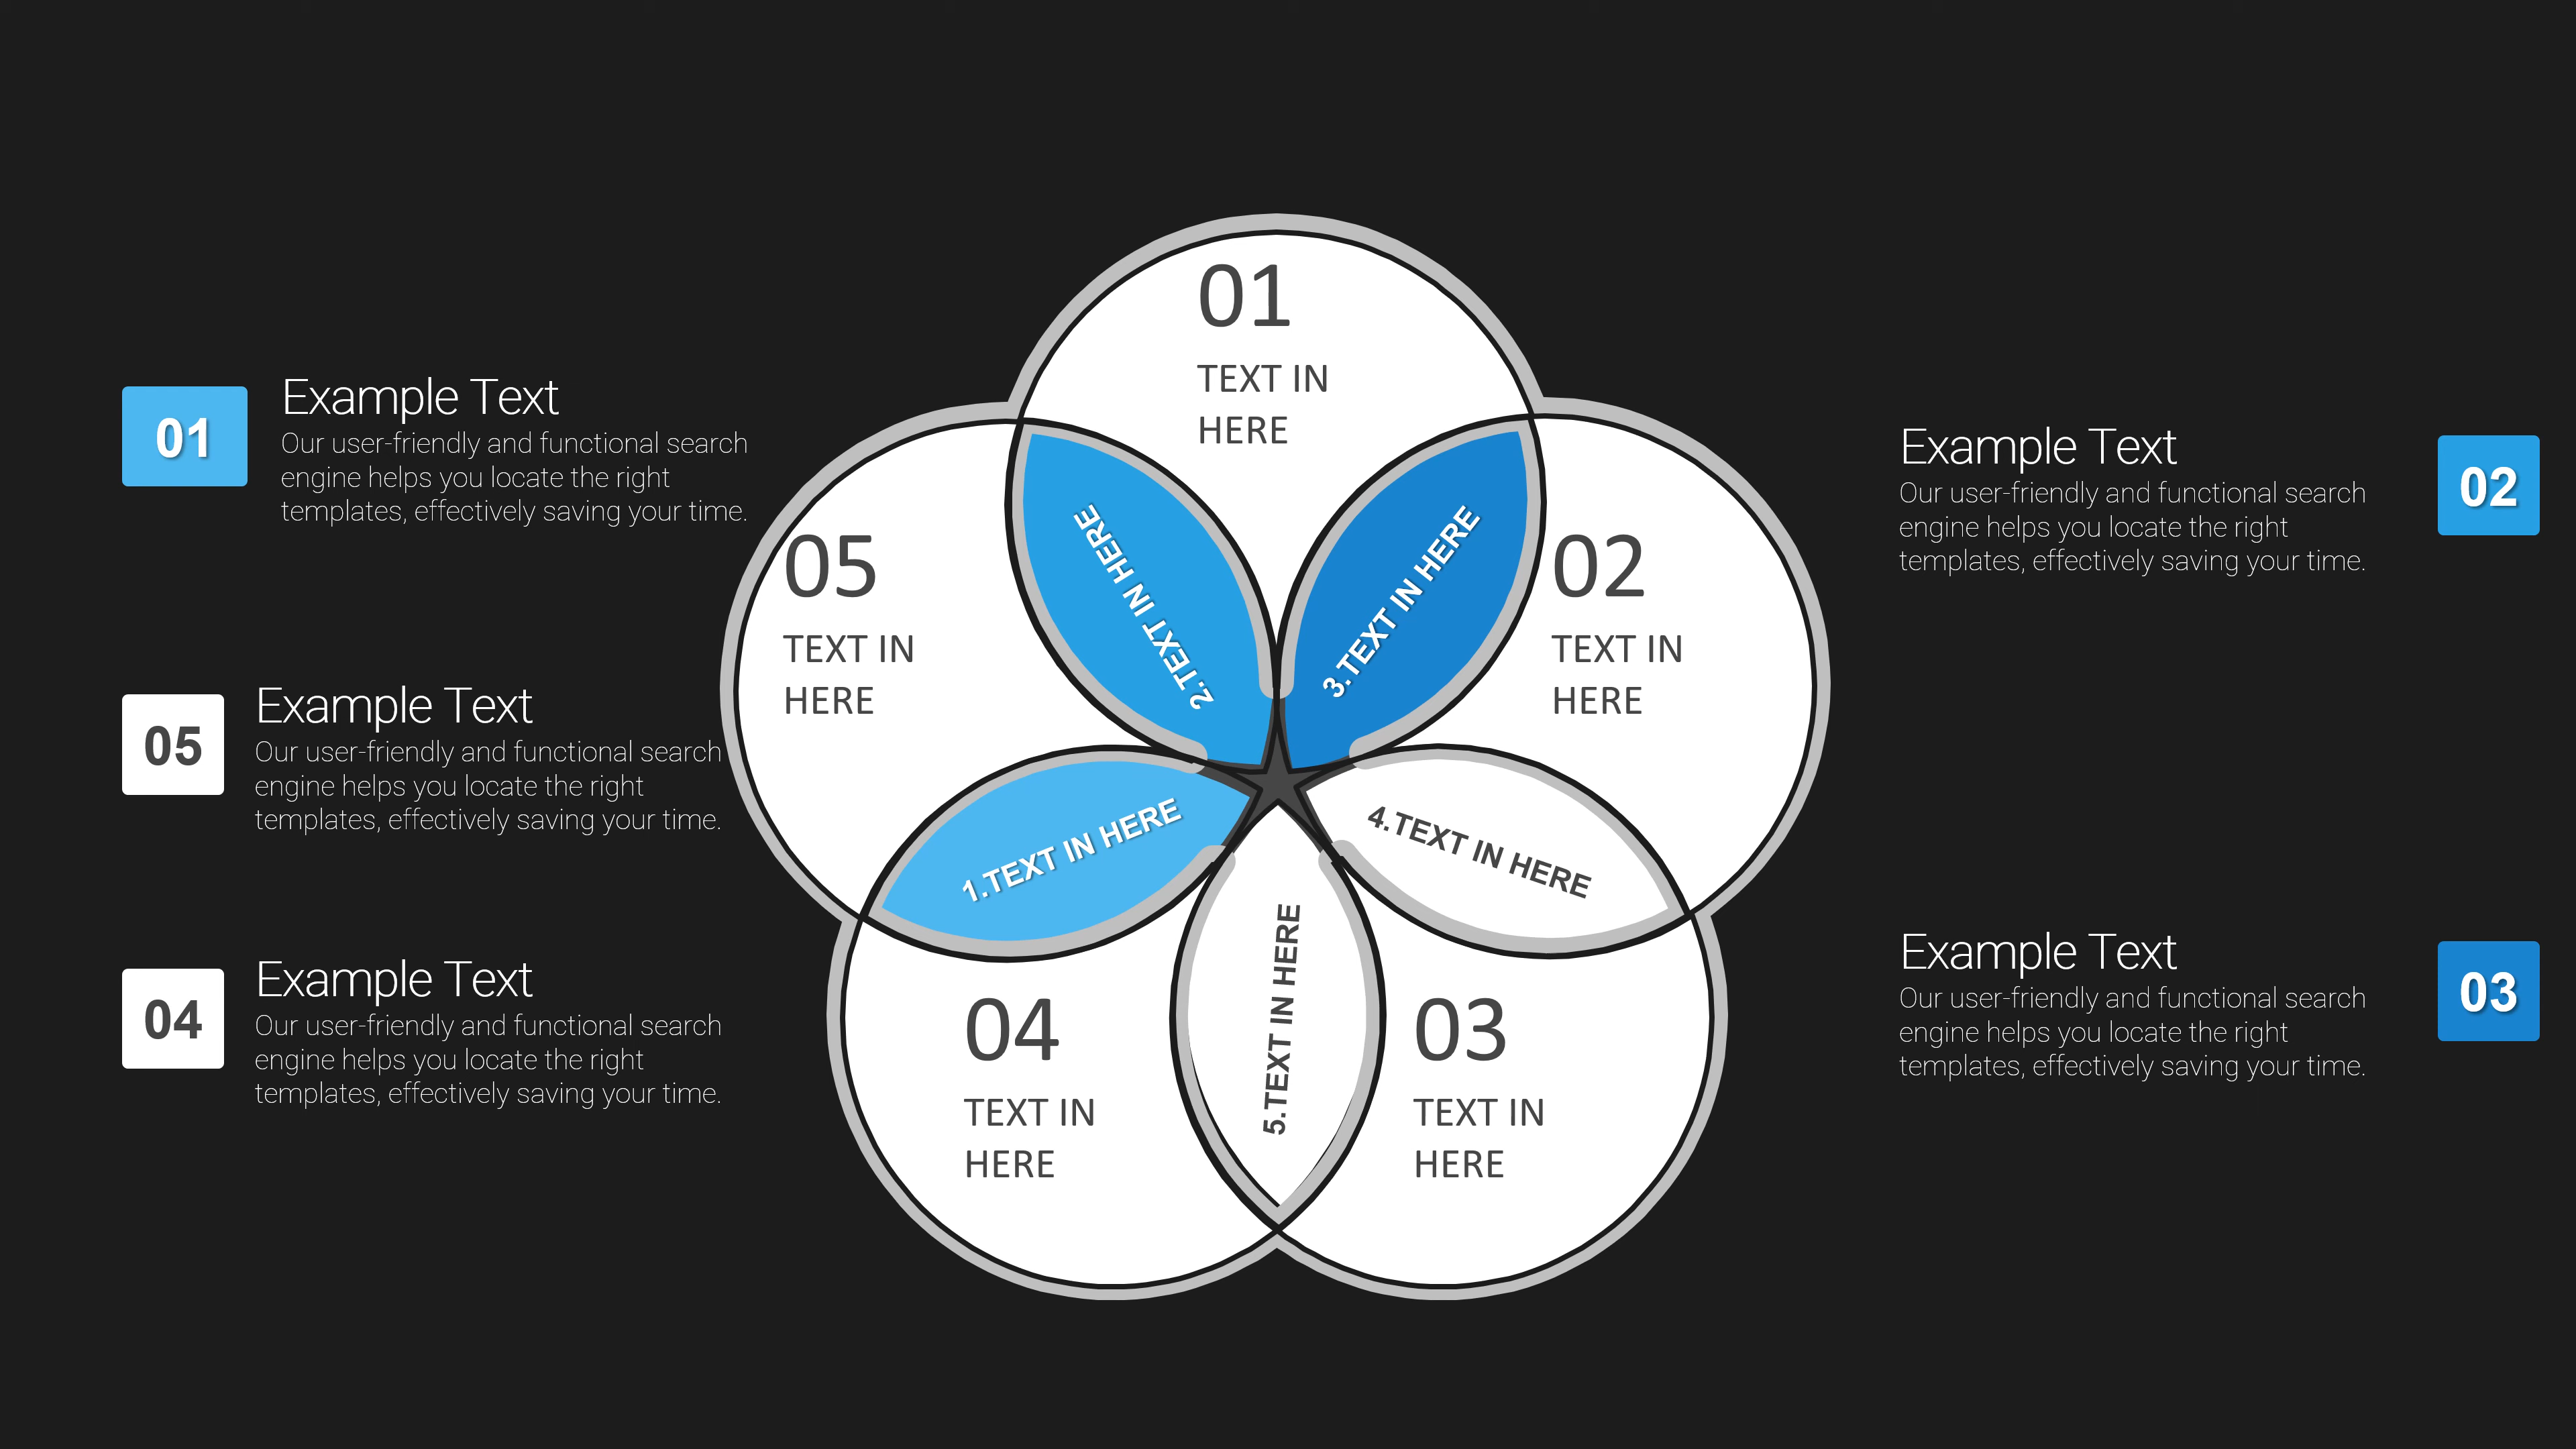 01
TEXT IN
HERE
01
Example Text
Our user-friendly and functional search
engine helps you locate the right
templates, effectively saving your time.
Example Text
Our user-friendly and functional search
engine helps you locate the right
templates, effectively saving your time.
02
05
TEXT IN
HERE
2.TEXT IN HERE
3.TEXT IN HERE
02
TEXT IN
HERE
05
Example Text
Our user-friendly and functional search
engine helps you locate the right
templates, effectively saving your time.
1.TEXT IN HERE
4.TEXT IN HERE
5.TEXT IN HERE
04
Example Text
Our user-friendly and functional search
engine helps you locate the right
templates, effectively saving your time.
04
TEXT IN
HERE
03
TEXT IN
HERE
Example Text
Our user-friendly and functional search
engine helps you locate the right
templates, effectively saving your time.
03